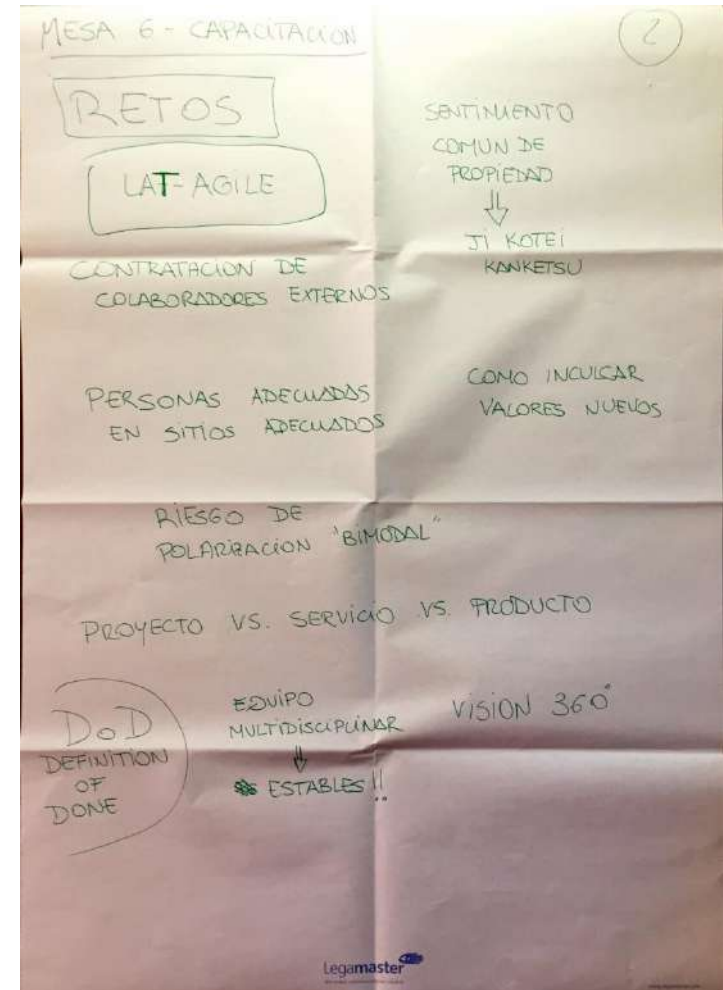 MESA 6 - CAPACITACION
2
RETOS
LAT-AGILE
SENTIMIENTO
COMUN DE
PROPIEDAD
JI KOTEI
KANKETSU
CONTRATACION DE
COLABORADORES EXTERNOS
PERSONAS ADECUADAS
EN SITIOS ADECUADOS
COMO INCULCAR
VALORES NUEVOS
RIESGO DE
POLARIZACION "BIMODAL"
PROYECTO VS. SERVICIO VS. PRODUCTO
DoD
DEFINITION
OF
DONE
EQUIPO
MULTIDISCIPLINAR
ESTABLES!!
VISION 360°
Legamaster